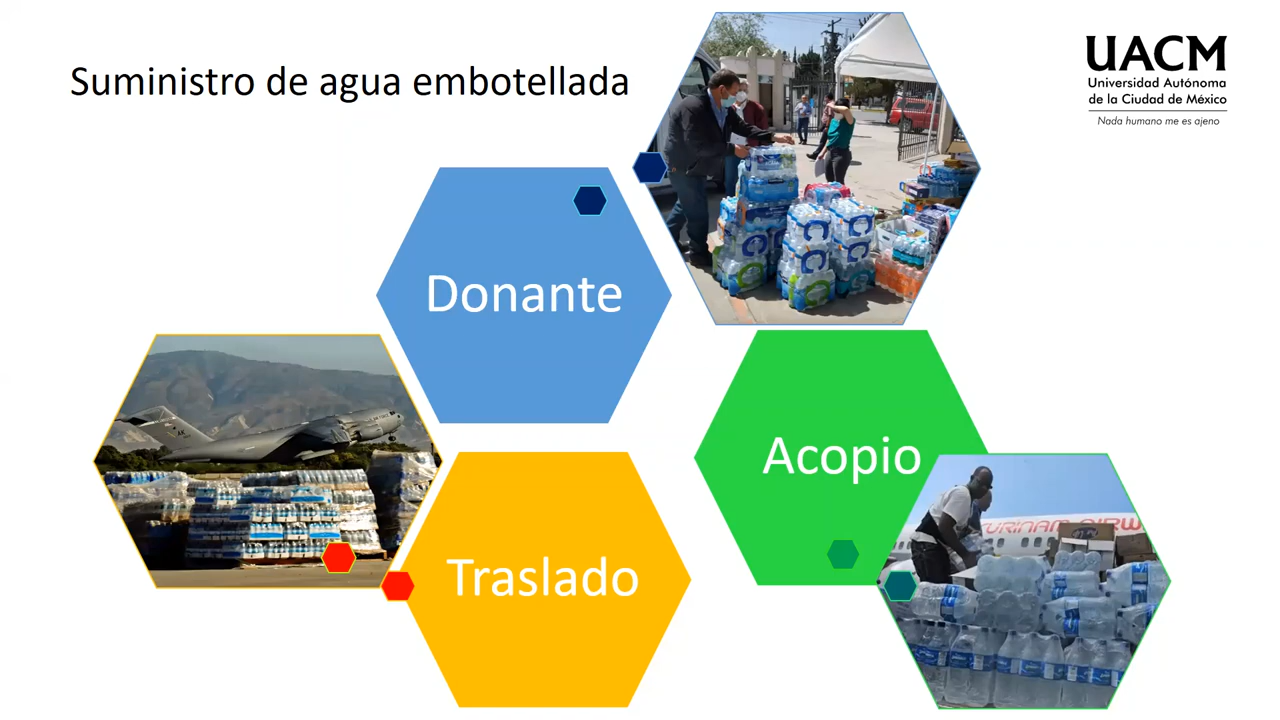 Suministro de agua embotellada
UACM
Universidad Autónoma
de la Ciudad de México
Nada humano me es ajeno
Donante
Acopio
Traslado